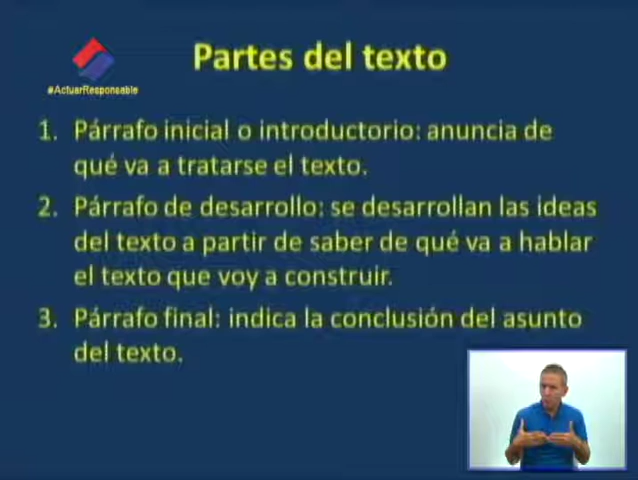 Partes del texto
#ActuarResponsable
1. Párrafo inicial o introductorio: anuncia de
qué va a tratarse el texto.
2. Párrafo de desarrollo: se desarrollan las ideas
del texto a partir de saber de qué va a hablar
el texto que voy a construir.
3. Párrafo final: indica la conclusión del asunto
del texto.